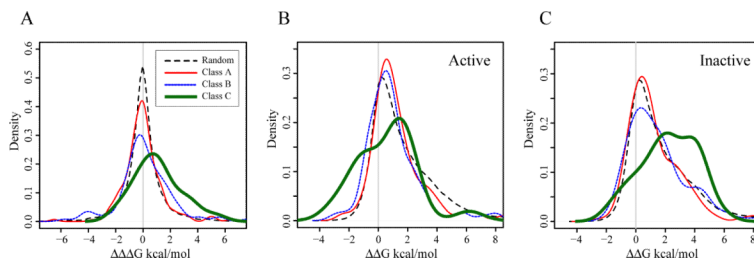 A
B
C
Random
Class A
Class B
Class C
Active
Inactive
Density
Density
Density
0.0 0.1 0.2 0.3 0.4 0.5 0.6
0.0 0.1 0.2 0.3
0.0 0.1 0.2 0.3
−6 −4 −2 0 2 4 6
−4 −2 0 2 4 6 8
−4 −2 0 2 4 6 8
ΔΔΔG kcal/mol
ΔΔG kcal/mol
ΔΔG kcal/mol